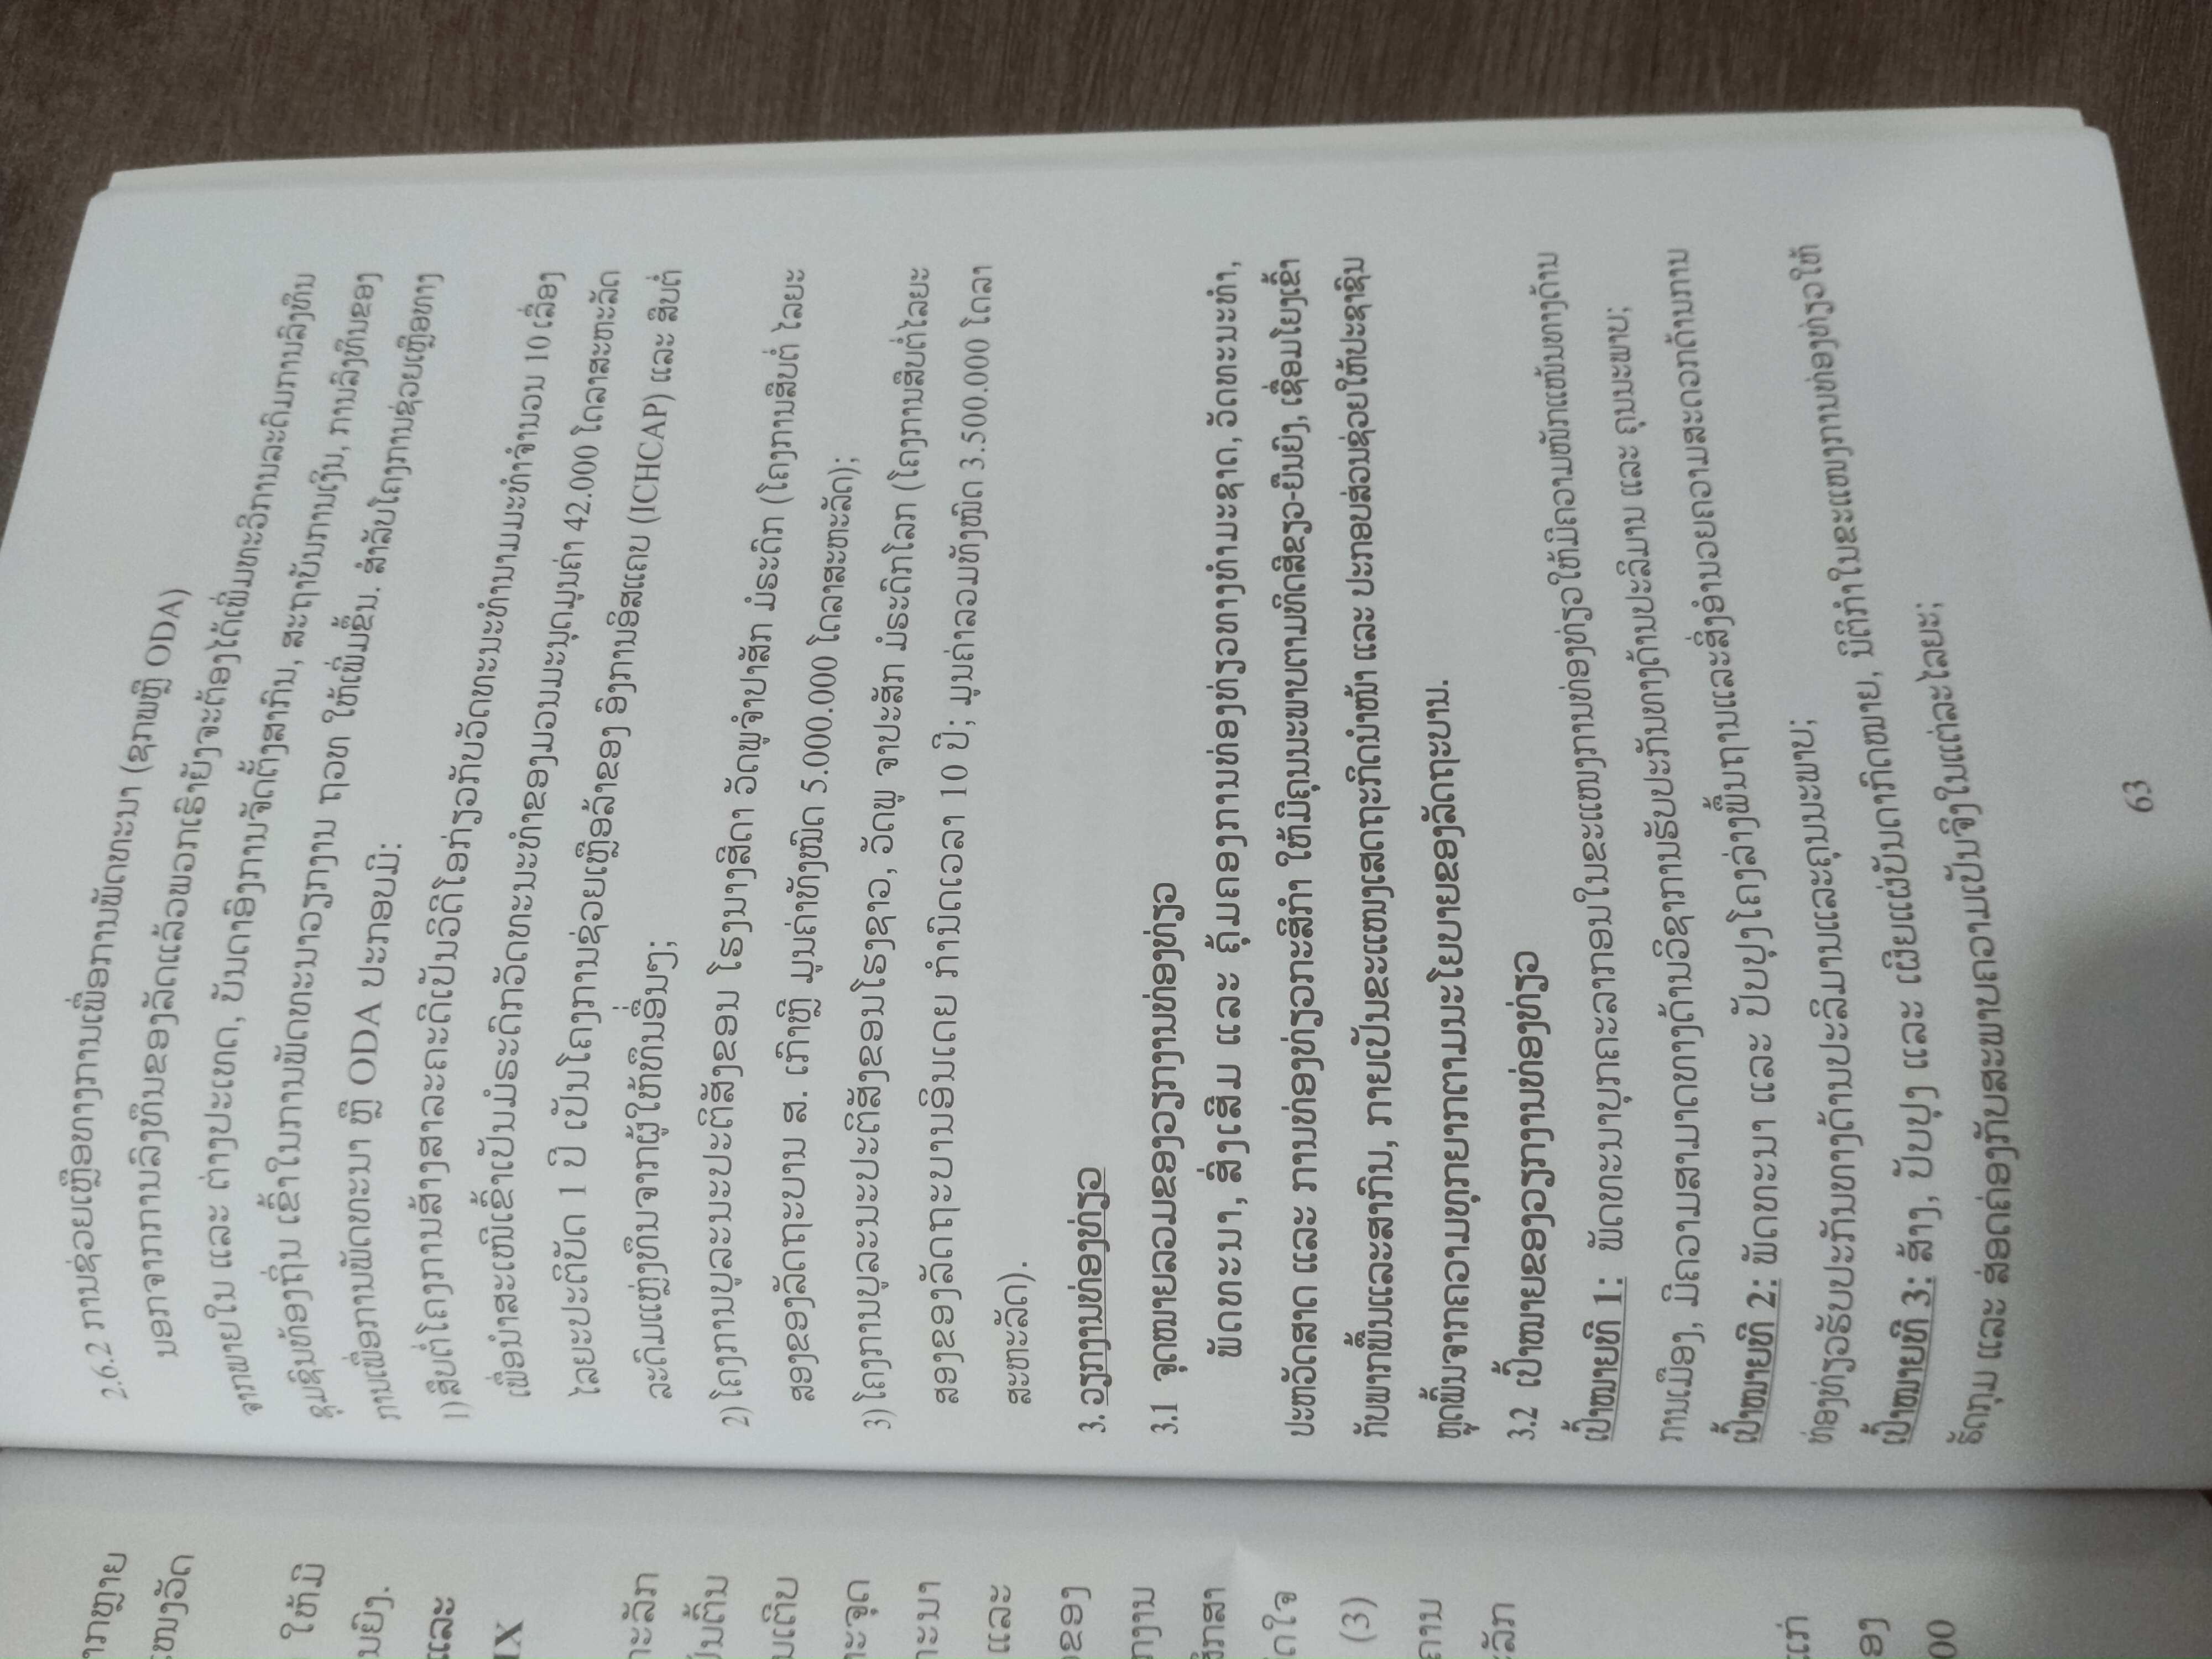 2.6.2 ການຊ່ວຍເຫຼືອທາງການເພື່ອການພັດທະນາ (ຊກພຫຼື ODA)
ນອກຈາກການລົງທຶນຂອງລັດແລ້ວພວກເຮົາຍັງຈະຕ້ອງໄດ້ເພີ່ມທະວີການລະດົມການລົງທຶນ
ຈາກພາຍໃນ ແລະ ຕ່າງປະເທດ, ບັນດາອົງການຈັດຕັ້ງສາກົນ, ສະຖາບັນການເງິນ, ການລົງທຶນຂອງ
ຊຸມຊົນທ້ອງຖິ່ນ ເຂົ້າໃນການພັດທະນາວຽກງານ ຖວທ ໃຫ້ເພີ່ມຂຶ້ນ. ສໍາລັບໂຄງການຊ່ວຍເຫຼືອທາງ
ການເພື່ອການພັດທະນາ ຫຼື ODA ປະກອບມີ:
1) ສືບຕໍ່ໂຄງການສ້າງສາລະຄະດີເປັນວິດີໂອກ່ຽວກັບວັດທະນະທໍານາມມະທໍາຈໍານວນ 10 ເລື່ອງ
ເພື່ອນໍາສະເໜີເຂົ້າເປັນມໍຣະດົກວັດທະນະທໍາຂອງມວນມະນຸດມູນຄ່າ 42.000 ໂດລາສະຫະລັດ
ໄລຍະປະຕິບັດ 1 ປີ ເປັນໂຄງການຊ່ວຍເຫຼືອລ້າຂອງ ອົງການອິສແຄບ (ICHCAP) ແລະ ສືບຕໍ່
ລະດົມແຫຼ່ງທຶນຈາກຜູ້ໃຫ້ທຶນອື່ນໆ;
2) ໂຄງການບູລະນະປະຕິສັງຂອນ ໂຮງນາງສີດາ ວັດພູຈໍາປາສັກ ມໍຣະດົກ (ໂຄງການສືບຕໍ່ ໄລຍະ
ສອງຂອງລັດຖະບານ ສ. ເກົາຫຼີ ມູນຄ່າທັງໝົດ 5.000.000 ໂດລາສະຫະລັດ);
3) ໂຄງການບູລະນະປະຕິສັງຂອນໂຮງຊາວ, ວັດພູ ຈາປະສັກ ມໍຣະດົກໂລກ (ໂຄງການສືບຕໍ່ໄລຍະ
ສອງຂອງລັດຖະບານອິນເດຍ ກໍານົດເວລາ 10 ປີ; ມູນຄ່າລວມທັງໝົດ 3.500.000 ໂດລາ
ສະຫະລັດ).
3. ວຽກງານທ່ອງທ່ຽວ
3.1 ຈຸດໝາຍລວມຂອງວຽກງານທ່ອງທ່ຽວ
ພັດທະນາ, ສົ່ງເສີມ ແລະ ຄຸ້ມຄອງການທ່ອງທ່ຽວທາງທໍາມະຊາດ, ວັດທະນະທໍາ,
ປະຫວັດສາດ ແລະ ການທ່ອງທ່ຽວກະສິກໍາ ໃຫ້ມີຄຸນນະພາບຕາມທິດສີຂຽວ-ຍືນຍົງ, ເຊື່ອມໂຍງເຂົ້າ
ກັບພາກພື້ນແລະສາກົນ, ກາຍເປັນຂະແໜງເສດຖະກິດນໍາໜ້າ ແລະ ປະກອບສ່ວນຊ່ວຍໃຫ້ປະຊາຊົນ
ຫຼຸດພົ້ນຈາກຄວາມທຸກຍາກຕາມນະໂຍບາຍຂອງລັດຖະບານ.
3.2 ເປົ້າໝາຍຂອງວຽກງານທ່ອງທ່ຽວ
ເປົ້າໝາຍທີ 1: ພັດທະນາບຸກຄະລາກອນໃນຂະແໜງການທ່ອງທ່ຽວໃຫ້ມີຄວາມໜັກແໜ້ນທາງດ້ານ
ການເມືອງ, ມີຄວາມສາມາດທາງດ້ານວິຊາການຮັບປະກັນທາງດ້ານປະລິມານ ແລະ ຄຸນນະພາບ;
ເປົ້າໝາຍທີ 2: ພັດທະນາ ແລະ ປັບປຸງໂຄງລ່າງພື້ນຖານແລະສິ່ງອໍານວຍຄວາມສະດວກດ້ານການ
ທ່ອງທ່ຽວຮັບປະກັນທາງດ້ານປະລິມານແລະຄຸນນະພາບ;
ເປົ້າໝາຍທີ 3: ສ້າງ, ປັບປຸງ ແລະ ເຜີຍແຜ່ບັນດາກົດໝາຍ, ນິຕິກໍາໃນຂະແໜງການທ່ອງທ່ຽວໃຫ້
ຮັດກຸມ ແລະ ສອດຄ່ອງກັບສະພາບຄວາມເປັນຈິງໃນແຕ່ລະໄລຍະ;
63